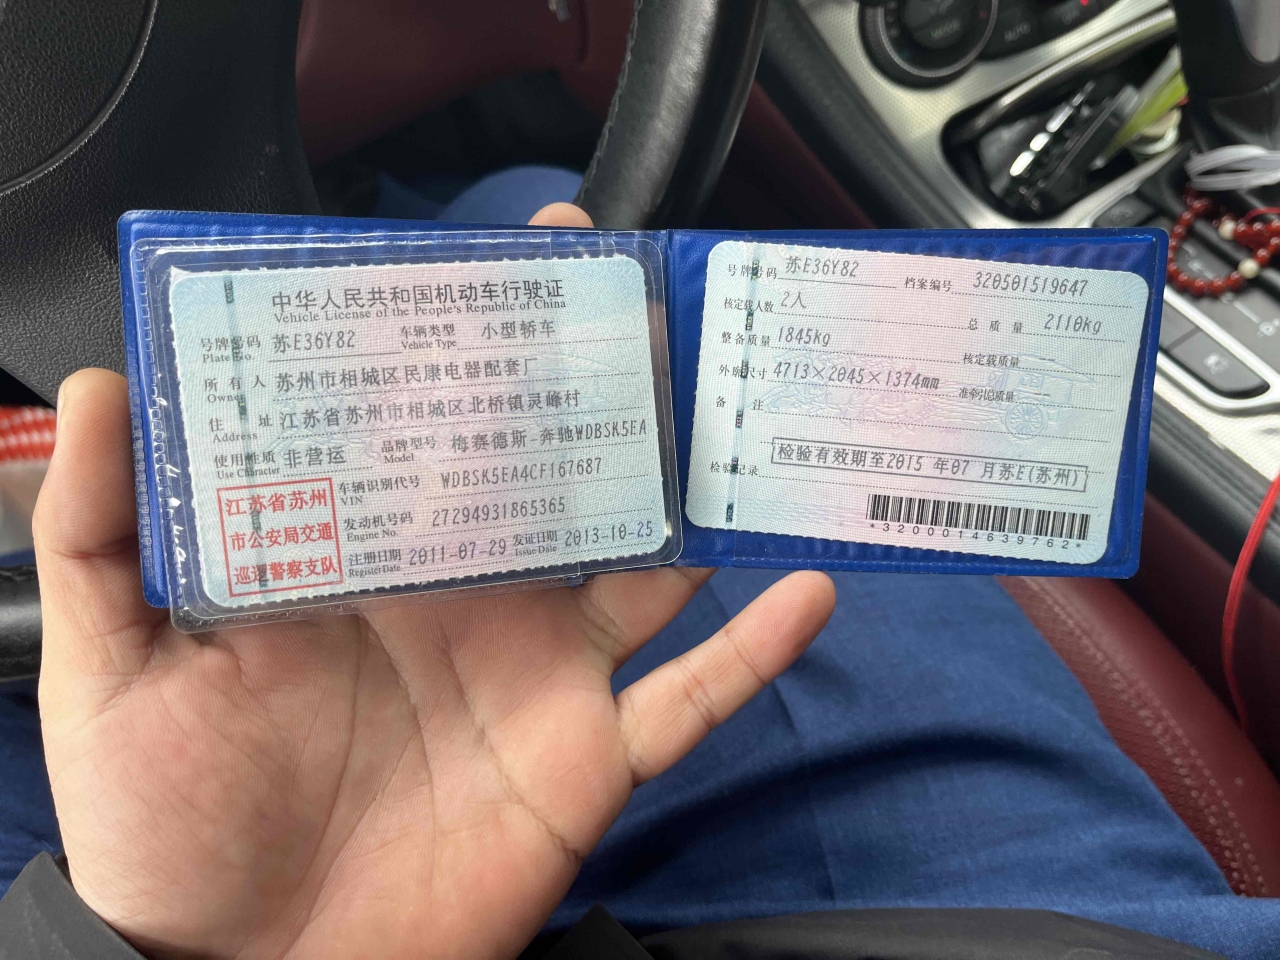 中华人民共和国机动车行驶证
Vehicle License of the People's Republic of China
号牌号码 苏E36Y82 车辆类型 小型轿车
Plate No. Vehicle Type
所有人 苏州市相城区民康电器配套厂
Owner
住址 江苏省苏州市相城区北桥镇灵峰村
Address
使用性质 非营运 品牌型号 梅赛德斯-奔驰WDBSK5EA
Use Character Model
江苏省苏州
市公安局交通
巡逻警察支队
车辆识别代号 WDBSK5EA4CF167687
VIN
发动机号码 27294931865365
Engine No.
注册日期 2011-07-29 发证日期 2013-10-25
Register Date Issue Date
号牌号码 苏E36Y82 档案编号 320501519647
核定载人数 2人 总质量 2110kg
整备质量 1845kg 核定载质量 --
外廓尺寸 4713×2045×1374mm 准牵引总质量 --
备注
检验记录 检验有效期至2015 年07 月苏E(苏州)
*3200014639762*